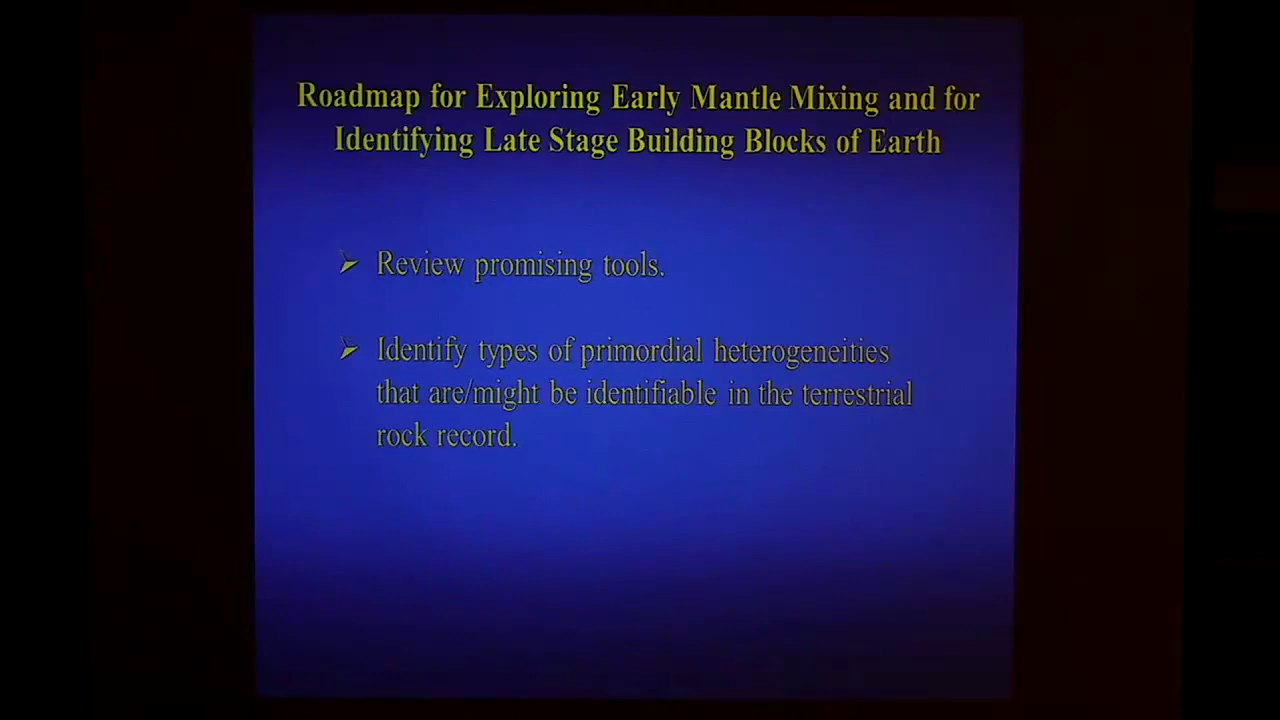 Roadmap for Exploring Early Mantle Mixing and for
Identifying Late Stage Building Blocks of Earth
➢ Review promising tools.
➢ Identify types of primordial heterogeneities
that are/might be identifiable in the terrestrial
rock record.